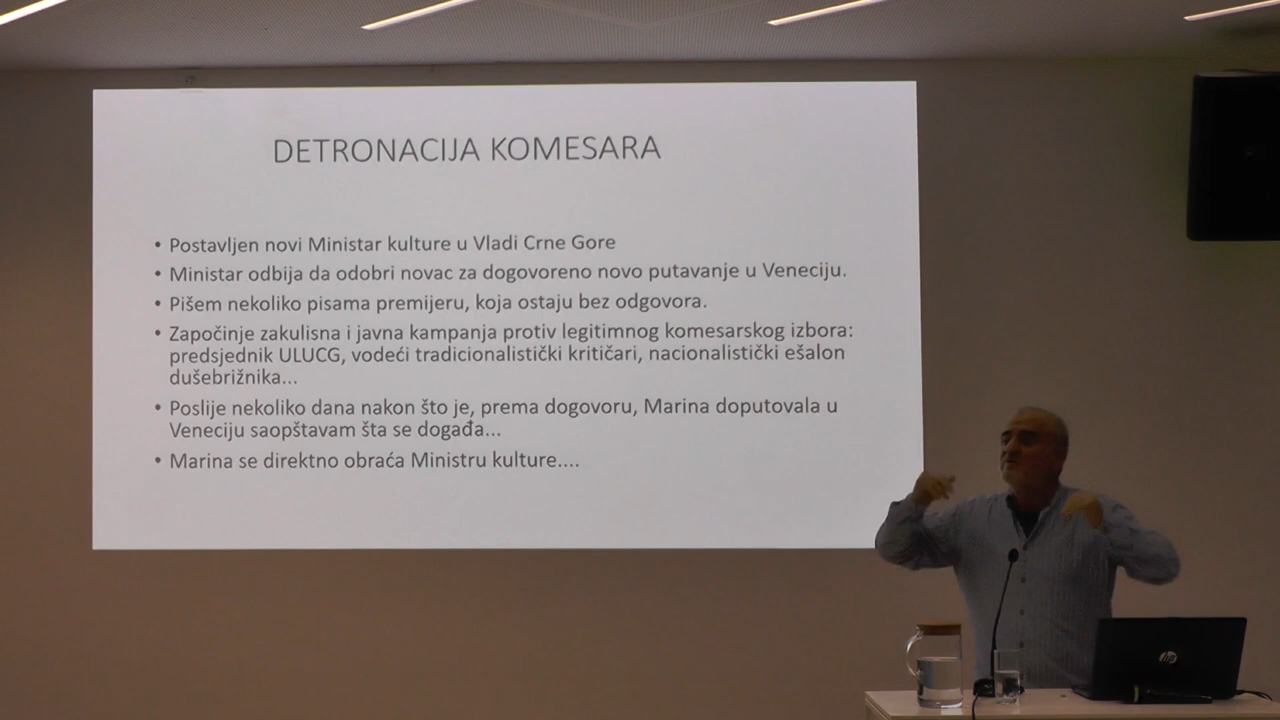 DETRONACIJA KOMESARA
• Postavljen novi Ministar kulture u Vladi Crne Gore
• Ministar odbija da odobri novac za dogovoreno novo putavanje u Veneciju.
• Pišem nekoliko pisama premijeru, koja ostaju bez odgovora.
• Započinje zakulisna i javna kampanja protiv legitimnog komesarskog izbora:
predsjednik ULUCG, vodeći tradicionalistički kritičari, nacionalistički ešalon
dušebrižnika...
• Poslije nekoliko dana nakon što je, prema dogovoru, Marina doputovala u
Veneciju saopštavam šta se događa...
• Marina se direktno obraća Ministru kulture....
hp